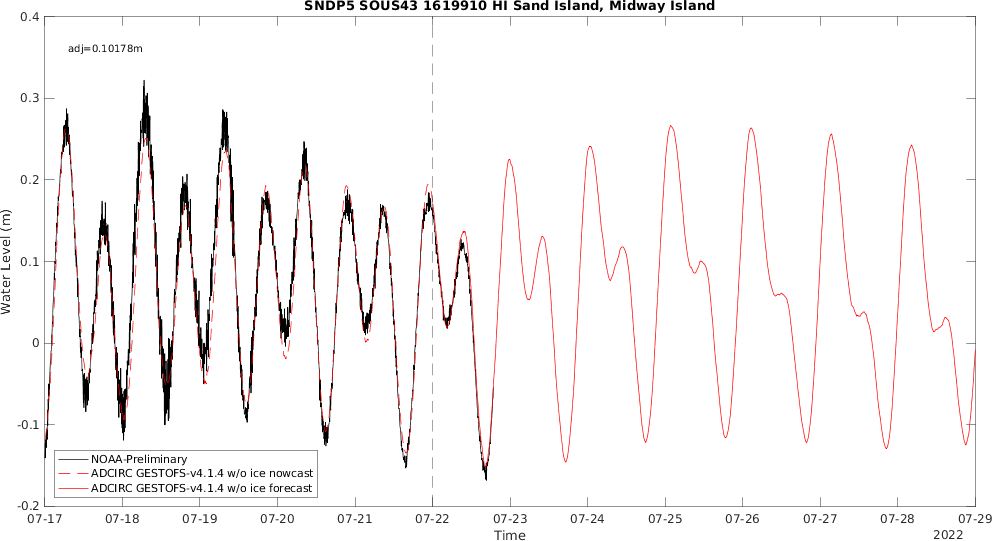 SNDP5 SOUS43 1619910 HI Sand Island, Midway Island
adj=0.10178m
0.4
0.3
0.2
0.1
0
-0.1
-0.2
Water Level (m)
NOAA-Preliminary
ADCIRC GESTOFS-v4.1.4 w/o ice nowcast
ADCIRC GESTOFS-v4.1.4 w/o ice forecast
07-17 07-18 07-19 07-20 07-21 07-22 07-23 07-24 07-25 07-26 07-27 07-28 07-29
Time
2022